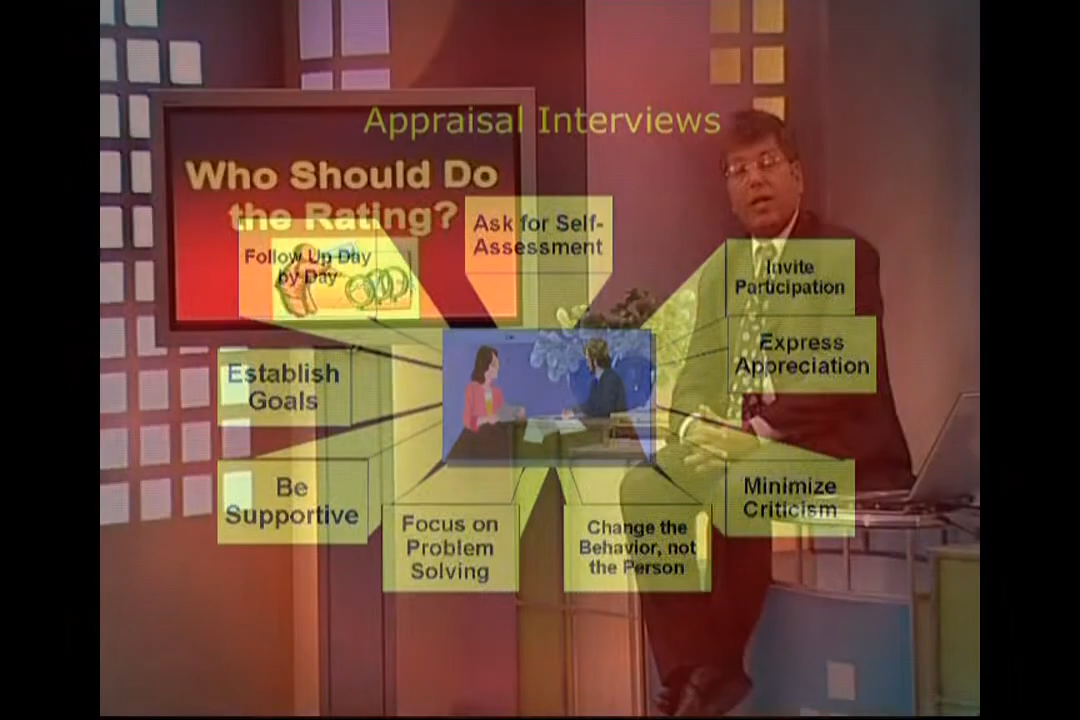 Appraisal Interviews
Who Should Do
the Rating?
Ask for Self-
Assessment
Follow Up Day
by Day
Invite
Participation
Express
Appreciation
Establish
Goals
Be
Supportive
Minimize
Criticism
Focus on
Problem
Solving
Change the
Behavior, not
the Person